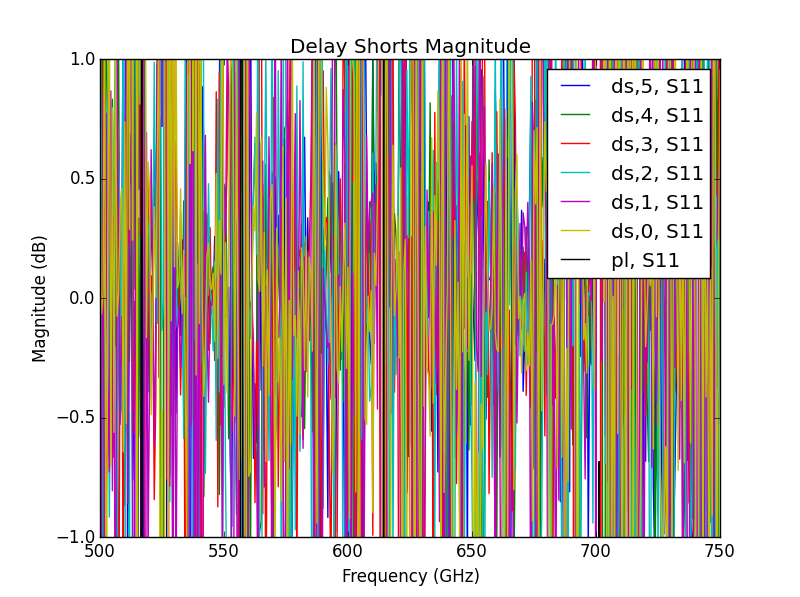 Delay Shorts Magnitude
1.0
0.5
0.0
−0.5
−1.0
Magnitude (dB)
ds,5, S11
ds,4, S11
ds,3, S11
ds,2, S11
ds,1, S11
ds,0, S11
pl, S11
500 550 600 650 700 750
Frequency (GHz)